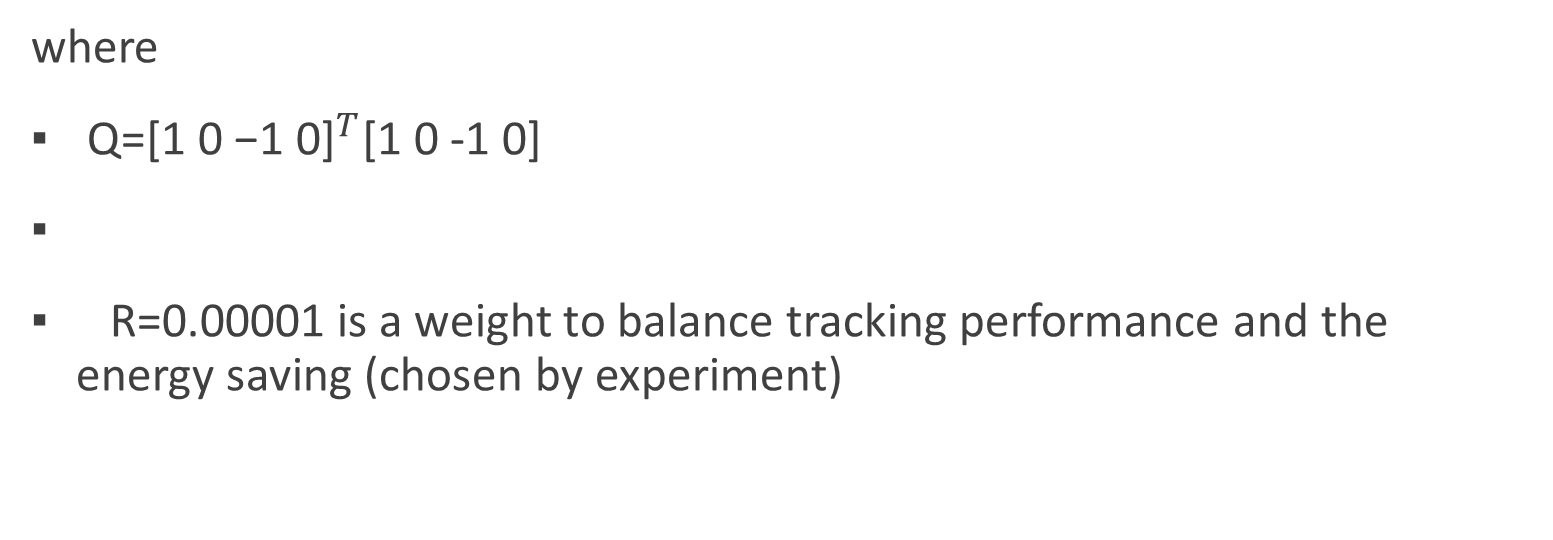 where
▪ Q=[1 0 −1 0]ᵀ[1 0 -1 0]
▪
▪ R=0.00001 is a weight to balance tracking performance and the
energy saving (chosen by experiment)